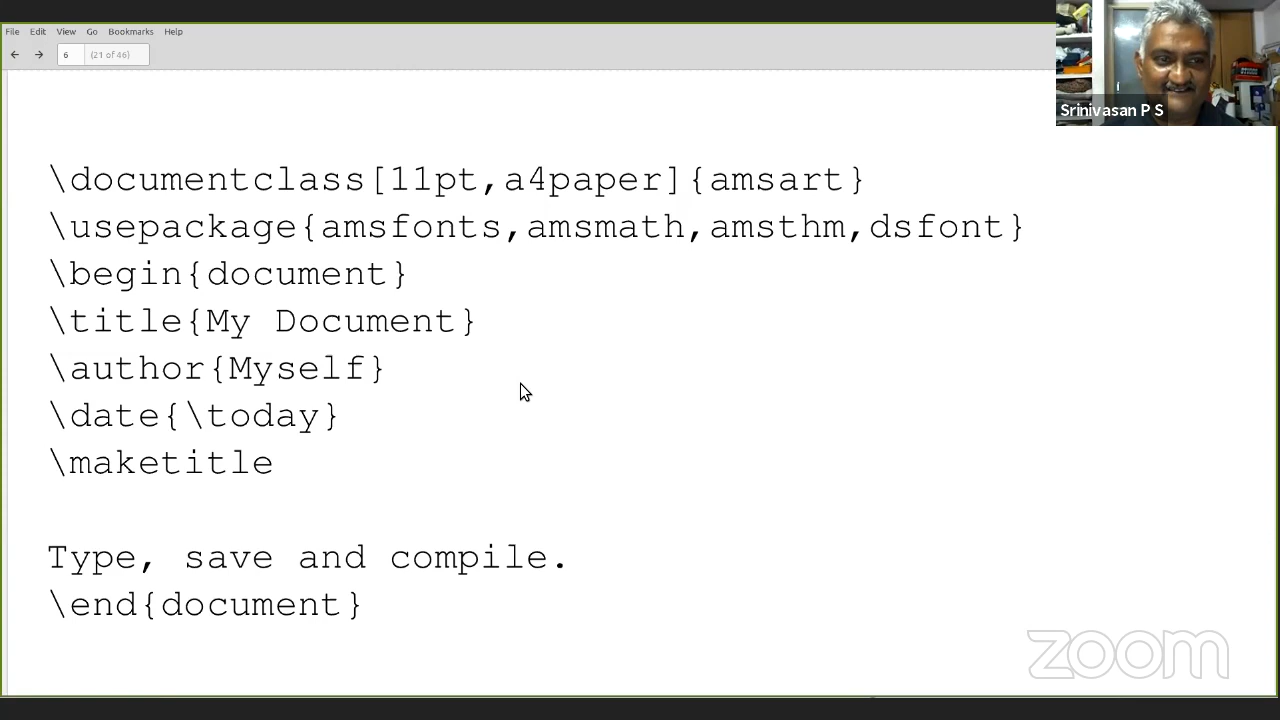 File Edit View Go Bookmarks Help
6 (21 of 46)
Srinivasan P S
\documentclass[11pt,a4paper]{amsart}
\usepackage{amsfonts,amsmath,amsthm,dsfont}
\begin{document}
\title{My Document}
\author{Myself}
\date{\today}
\maketitle
Type, save and compile.
\end{document}
zoom